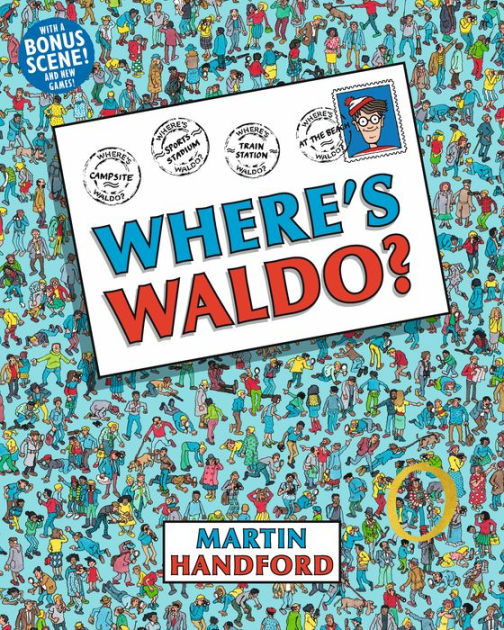 WITH A
BONUS
SCENE!
AND NEW
GAMES!
WHERE'S
CAMPSITE
WALDO?
WHERE'S
SPORTS
STADIUM
WALDO?
WHERE'S
TRAIN
STATION
WALDO?
WHERE'S
AT THE BEA
WALDO?
WHERE'S
WALDO?
MARTIN
HANDFORD